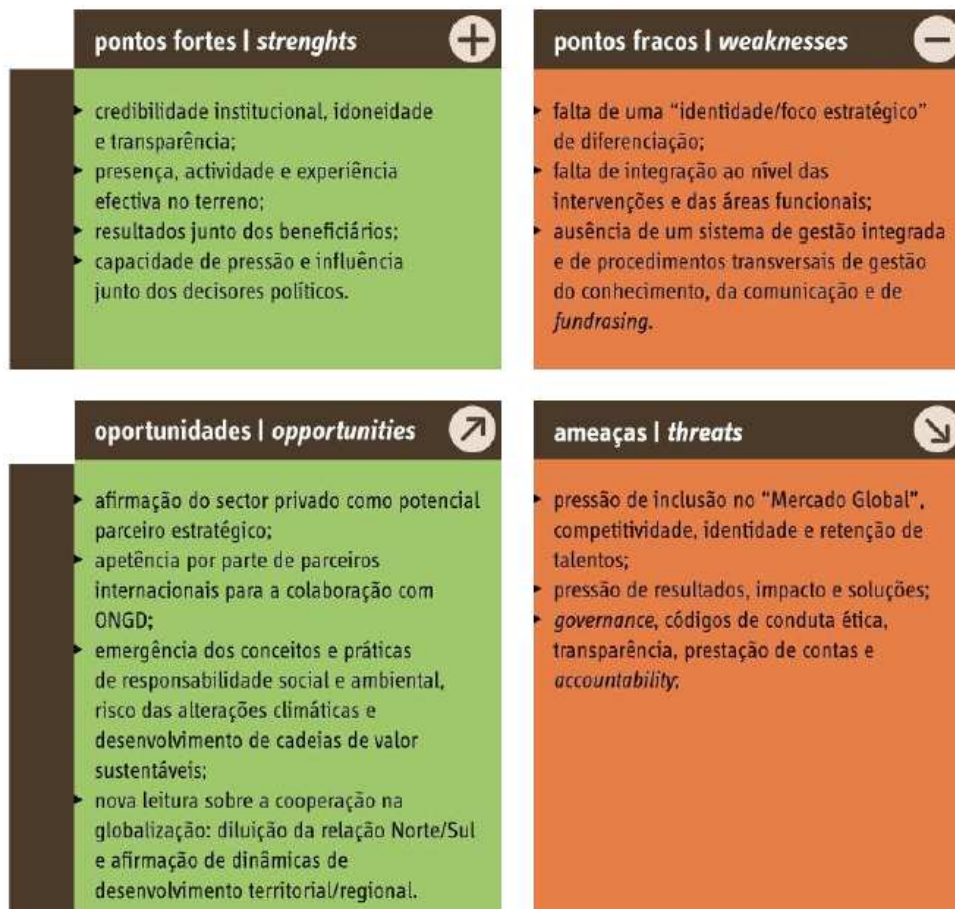 pontos fortes | strenghts
credibilidade institucional, idoneidade
e transparência;
presença, actividade e experiência
efectiva no terreno;
resultados junto dos beneficiários;
capacidade de pressão e influência
junto dos decisores políticos.
pontos fracos | weaknesses
falta de uma “identidade/foco estratégico”
de diferenciação;
falta de integração ao nível das
intervenções e das áreas funcionais;
ausência de um sistema de gestão integrada
e de procedimentos transversais de gestão
do conhecimento, da comunicação e de
fundrasing.
oportunidades | opportunities
afirmação do sector privado como potencial
parceiro estratégico;
apetência por parte de parceiros
internacionais para a colaboração com
ONGD;
emergência dos conceitos e práticas
de responsabilidade social e ambiental,
risco das alterações climáticas e
desenvolvimento de cadeias de valor
sustentáveis;
nova leitura sobre a cooperação na
globalização: diluição da relação Norte/Sul
e afirmação de dinâmicas de
desenvolvimento territorial/regional.
ameaças | threats
pressão de inclusão no “Mercado Global”,
competitividade, identidade e retenção de
talentos;
pressão de resultados, impacto e soluções;
governance, códigos de conduta ética,
transparência, prestação de contas e
accountability;